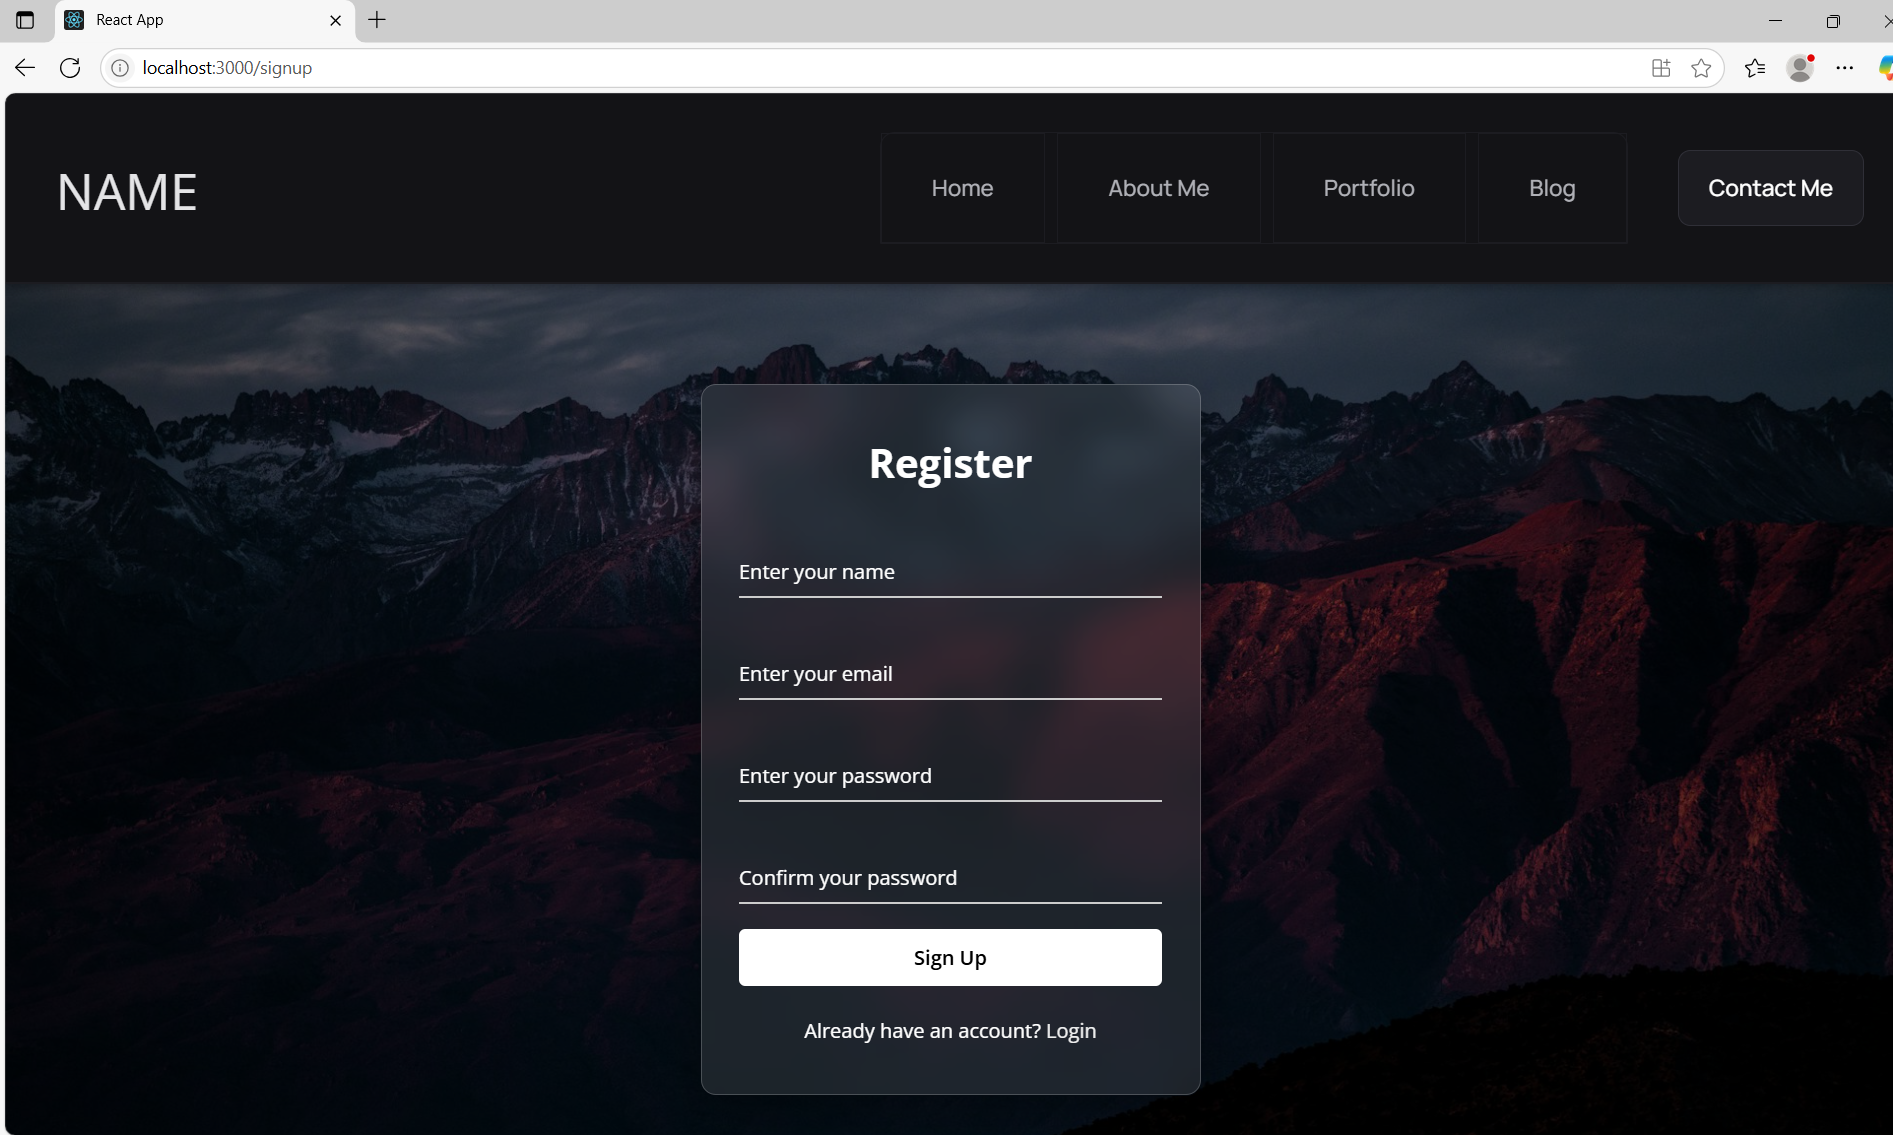 React App
localhost:3000/signup
NAME
Home
About Me
Portfolio
Blog
Contact Me
Register
Enter your name
Enter your email
Enter your password
Confirm your password
Sign Up
Already have an account? Login